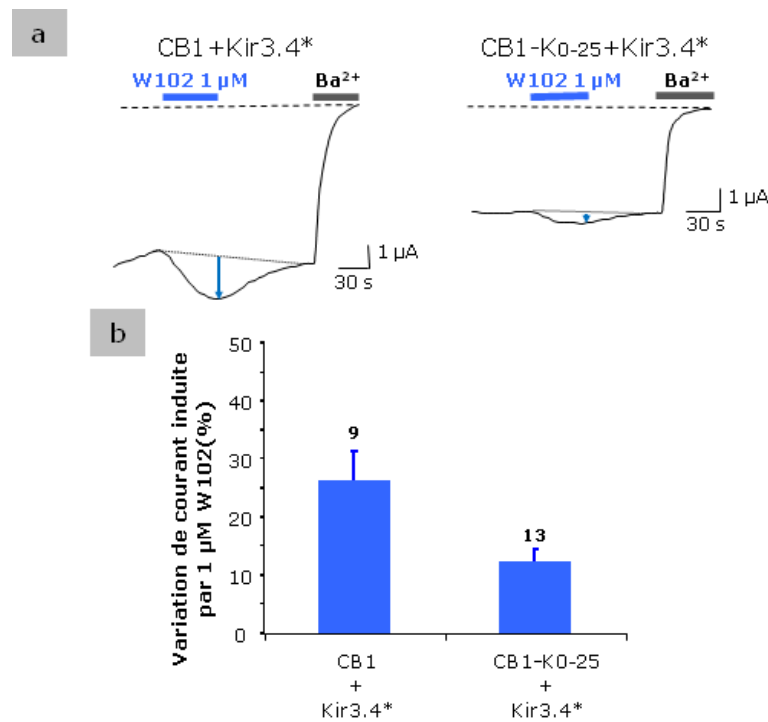 a
CB1+Kir3.4*
CB1-K0-25+Kir3.4*
W102 1 µM
Ba²⁺
W102 1 µM
Ba²⁺
1 µA
30 s
1 µA
30 s
b
Variation de courant induite
par 1 µM W102(%)
50
40
30
20
10
0
9
13
CB1
+
Kir3.4*
CB1-K0-25
+
Kir3.4*